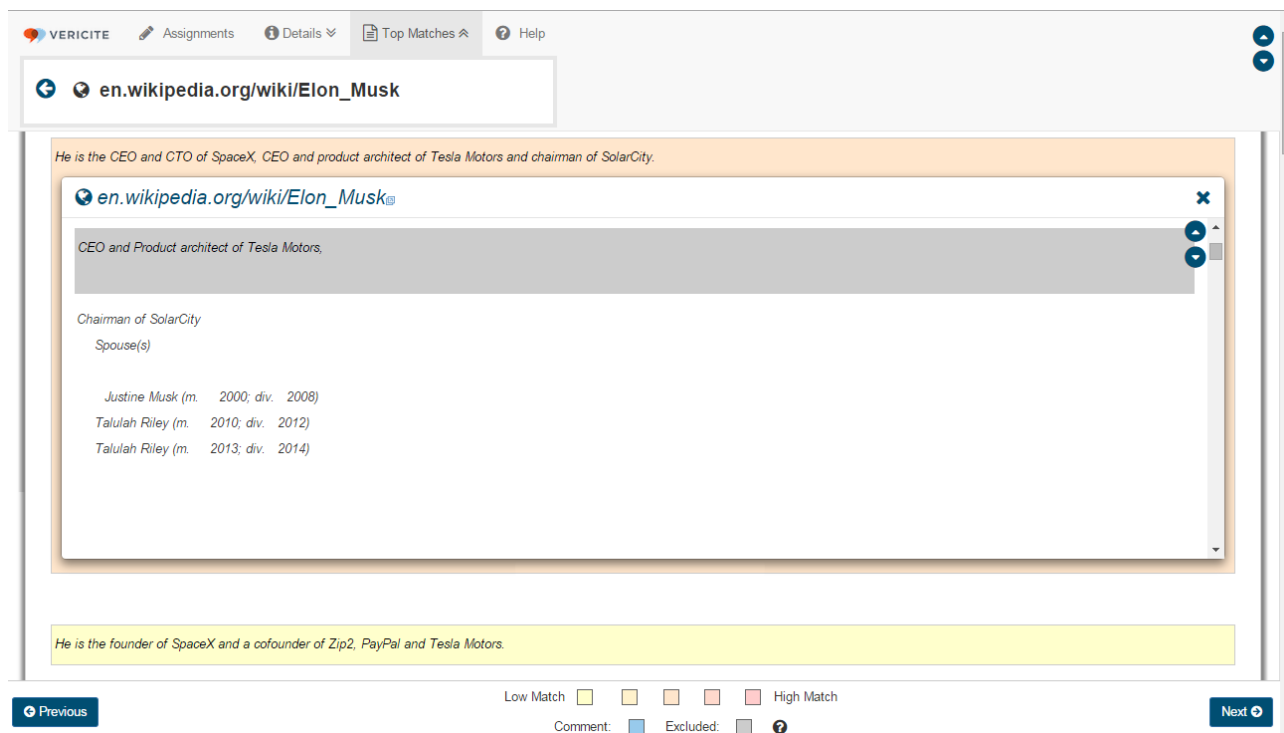 VERICITE Assignments Details Top Matches Help
en.wikipedia.org/wiki/Elon_Musk
He is the CEO and CTO of SpaceX, CEO and product architect of Tesla Motors and chairman of SolarCity.
en.wikipedia.org/wiki/Elon_Musk
CEO and Product architect of Tesla Motors,
Chairman of SolarCity
Spouse(s)
Justine Musk (m. 2000; div. 2008)
Talulah Riley (m. 2010; div. 2012)
Talulah Riley (m. 2013; div. 2014)
He is the founder of SpaceX and a cofounder of Zip2, PayPal and Tesla Motors.
Low Match High Match
Previous Next
Comment: Excluded: